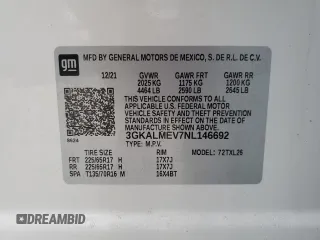 gm
MFD BY GENERAL MOTORS DE MEXICO, S. DE R.L. DE C.V.
12/21 GVWR GAWR FRT GAWR RR
2025 KG 1175 KG 1200 KG
4464 LB 2590 LB 2645 LB
THIS VEHICLE CONFORMS TO ALL APPLICABLE U.S. FEDERAL MOTOR VEHICLE SAFETY, BUMPER, AND THEFT PREVENTION STANDARDS IN EFFECT ON THE DATE OF MANUFACTURE SHOWN ABOVE.
3GKALMEV7NL146692
TYPE: M.P.V. MODEL: 72TXL26
TIRE SIZE RIM
FRT 225/65R17 H 17X7J
RR 225/65R17 H 17X7J
SPA T135/70R16 M 16X4BT
DREAMBID